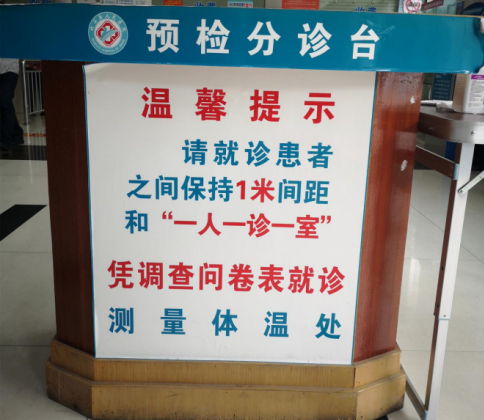 预检分诊台
温馨提示
请就诊患者
之间保持1米间距
和“一人一诊一室”
凭调查问卷表就诊
测量体温处